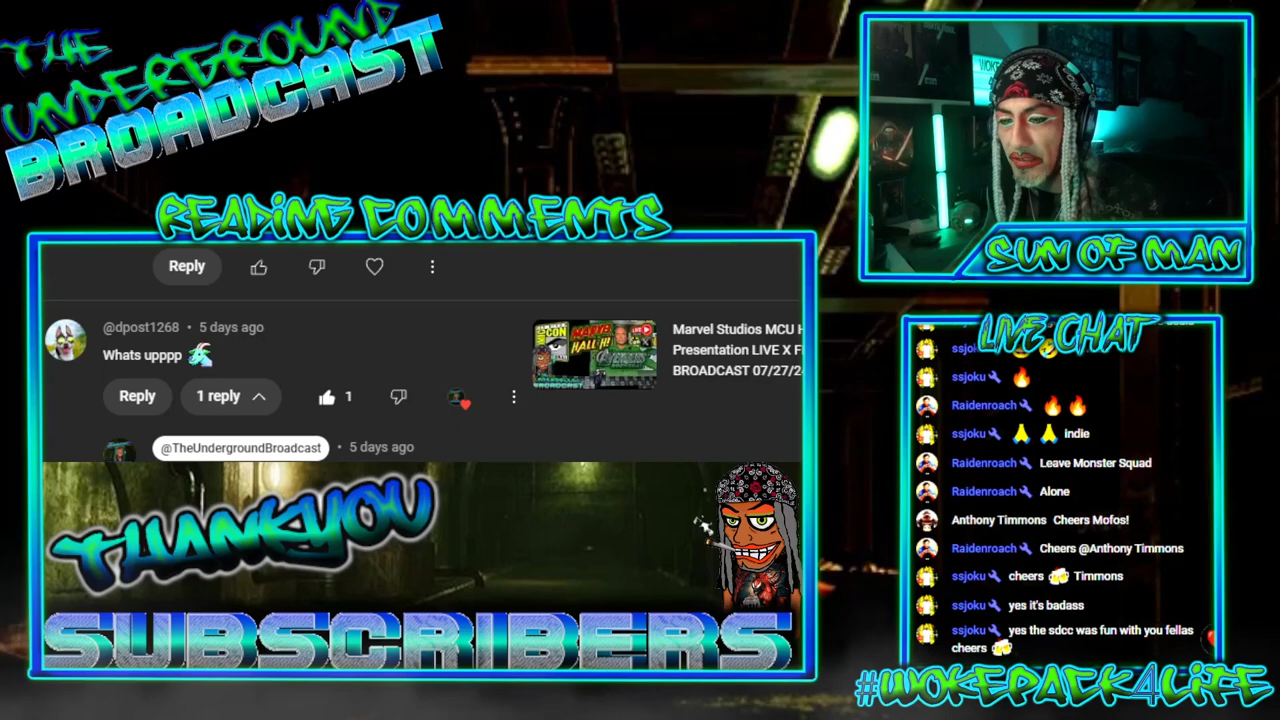 THE
UNDERGROUND
BROADCAST
READING COMMENTS
Reply
@dpost1268 • 5 days ago
Whats upppp
Reply
1 reply
1
@TheUndergroundBroadcast • 5 days ago
Marvel Studios MCU H
Presentation LIVE X F
BROADCAST 07/27/2
THANKYOU
SUBSCRIBERS
SUN OF MAN
LIVE CHAT
ssjoku
ssjoku 🔥
Raidenroach 🔥 🔥
ssjoku 🙏 🙏 indie
Raidenroach Leave Monster Squad
Raidenroach Alone
Anthony Timmons Cheers Mofos!
Raidenroach Cheers @Anthony Timmons
ssjoku cheers 🍻 Timmons
ssjoku yes it's badass
ssjoku yes the sdcc was fun with you fellas
cheers 🍻
#WOKEPACK4LIFE